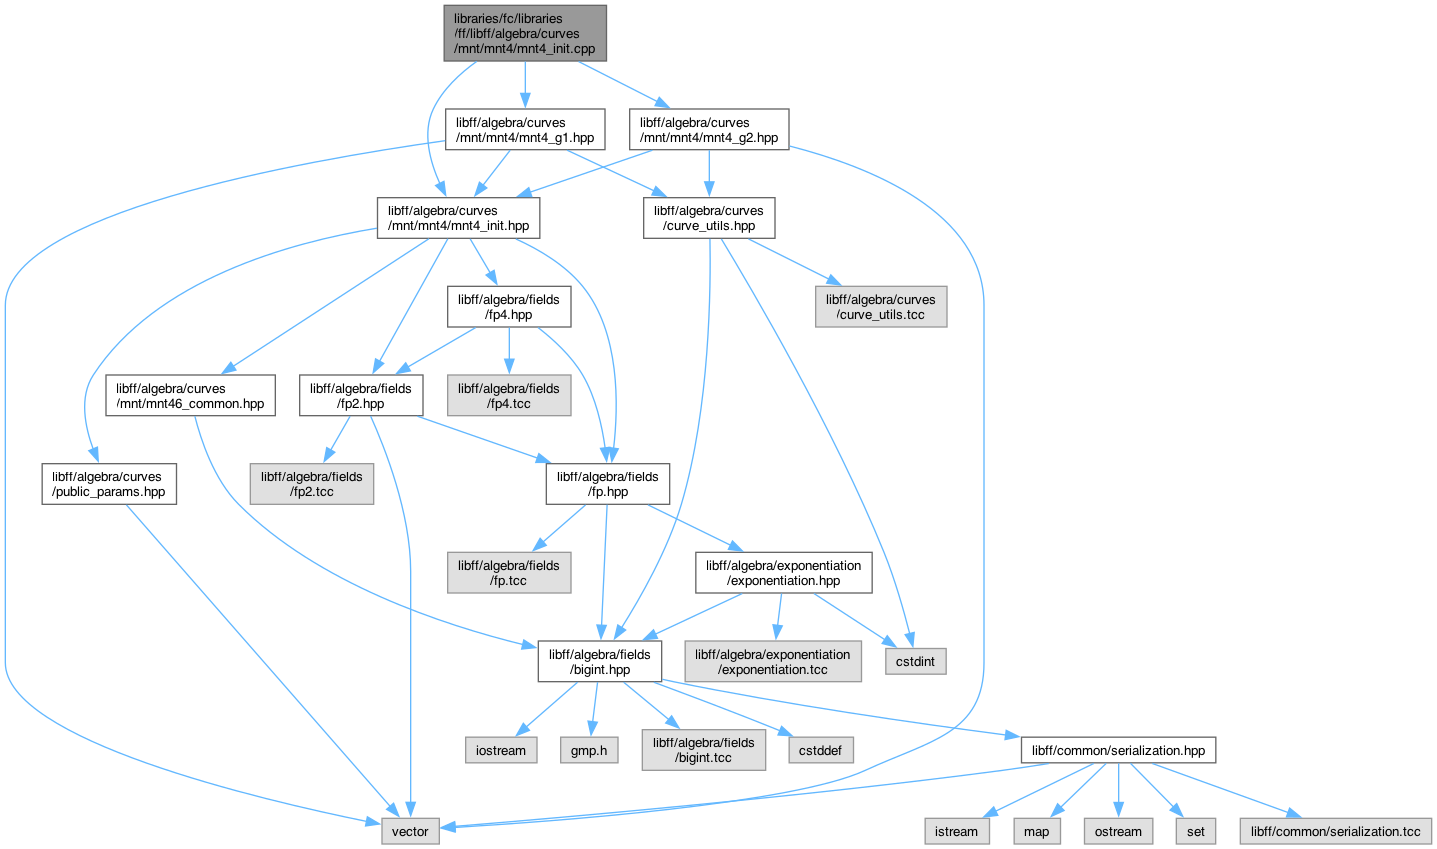 libraries/fc/libraries
/ff/libff/algebra/curves
/mnt/mnt4/mnt4_init.cpp
libff/algebra/curves
/mnt/mnt4/mnt4_g1.hpp
libff/algebra/curves
/mnt/mnt4/mnt4_g2.hpp
libff/algebra/curves
/mnt/mnt4/mnt4_init.hpp
libff/algebra/curves
/curve_utils.hpp
libff/algebra/fields
/fp4.hpp
libff/algebra/curves
/curve_utils.tcc
libff/algebra/curves
/mnt/mnt46_common.hpp
libff/algebra/fields
/fp2.hpp
libff/algebra/fields
/fp4.tcc
libff/algebra/curves
/public_params.hpp
libff/algebra/fields
/fp2.tcc
libff/algebra/fields
/fp.hpp
libff/algebra/fields
/fp.tcc
libff/algebra/exponentiation
/exponentiation.hpp
libff/algebra/fields
/bigint.hpp
libff/algebra/exponentiation
/exponentiation.tcc
cstdint
iostream
gmp.h
libff/algebra/fields
/bigint.tcc
cstddef
libff/common/serialization.hpp
vector
istream
map
ostream
set
libff/common/serialization.tcc